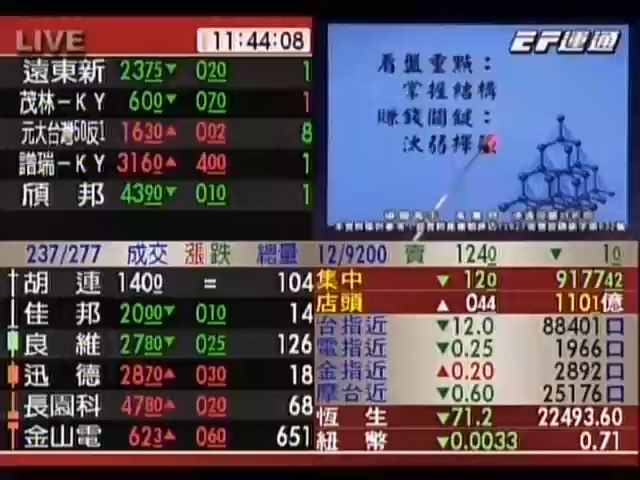 LIVE 11:44:08
遠東新 2375▼ 020 1
茂林－KY 600▼ 070 1
元大台灣50反1 1630▲ 002 8
譜瑞－KY 3160▲ 400 1
頎邦 4390▼ 010 1
EF運通
看盤重點：
掌握結構
賺錢關鍵：
汰弱擇
237/277 成交 漲跌 總量
胡連 1400 = 104
佳邦 2000▼ 010 14
良維 2780▼ 025 126
迅德 2870▲ 030 18
長園科 4780▲ 020 68
金山電 623▲ 060 651
12/9200 賣 1240 ▼ 10
集中 ▼ 120 917742
店頭 ▲ 044 1101億
台指近 ▼12.0 88401口
電指近 ▼0.25 1966口
金指近 ▲0.20 2892口
摩台近 ▼0.60 25176口
恆生 ▼71.2 22493.60
紐幣 ▼0.0033 0.71